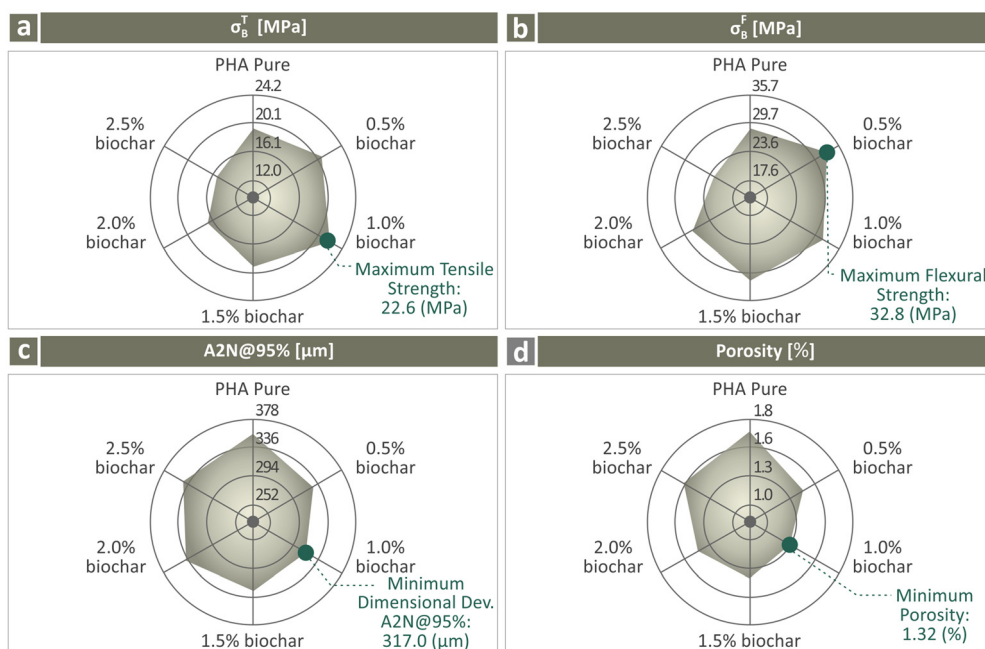 a
σ_B^T [MPa]
PHA Pure
24.2
20.1
16.1
12.0
0.5%
biochar
1.0%
biochar
1.5% biochar
2.0%
biochar
2.5%
biochar
Maximum Tensile
Strength:
22.6 (MPa)
b
σ_B^F [MPa]
PHA Pure
35.7
29.7
23.6
17.6
0.5%
biochar
1.0%
biochar
1.5% biochar
2.0%
biochar
2.5%
biochar
Maximum Flexural
Strength:
32.8 (MPa)
c
A2N@95% [μm]
PHA Pure
378
336
294
252
0.5%
biochar
1.0%
biochar
1.5% biochar
2.0%
biochar
2.5%
biochar
Minimum
Dimensional Dev.
A2N@95%:
317.0 (μm)
d
Porosity [%]
PHA Pure
1.8
1.6
1.3
1.0
0.5%
biochar
1.0%
biochar
1.5% biochar
2.0%
biochar
2.5%
biochar
Minimum
Porosity:
1.32 (%)